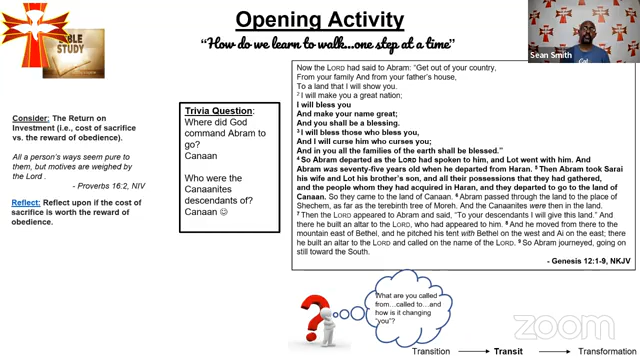 Opening Activity
“How do we learn to walk...one step at a time”
BIBLE
STUDY
Sean Smith
Consider: The Return on
Investment (i.e., cost of sacrifice
vs. the reward of obedience).
All a person's ways seem pure to
them, but motives are weighed by
the Lord .
- Proverbs 16:2, NIV
Reflect: Reflect upon if the cost of
sacrifice is worth the reward of
obedience.
Trivia Question:
Where did God
command Abram to
go?
Canaan
Who were the
Canaanites
descendants of?
Canaan ☺
Now the LORD had said to Abram: “Get out of your country,
From your family And from your father's house,
To a land that I will show you.
2 I will make you a great nation;
I will bless you
And make your name great;
And you shall be a blessing.
3 I will bless those who bless you,
And I will curse him who curses you;
And in you all the families of the earth shall be blessed.”
4 So Abram departed as the LORD had spoken to him, and Lot went with him. And
Abram was seventy-five years old when he departed from Haran. 5 Then Abram took Sarai
his wife and Lot his brother's son, and all their possessions that they had gathered,
and the people whom they had acquired in Haran, and they departed to go to the land of
Canaan. So they came to the land of Canaan. 6 Abram passed through the land to the place of
Shechem, as far as the terebinth tree of Moreh. And the Canaanites were then in the land.
7 Then the LORD appeared to Abram and said, “To your descendants I will give this land.” And
there he built an altar to the LORD, who had appeared to him. 8 And he moved from there to the
mountain east of Bethel, and he pitched his tent with Bethel on the west and Ai on the east; there
he built an altar to the LORD and called on the name of the LORD. 9 So Abram journeyed, going on
still toward the South.
- Genesis 12:1-9, NKJV
What are you called
from...called to...and
how is it changing
“you”?
zoom
Transition
Transit
Transformation